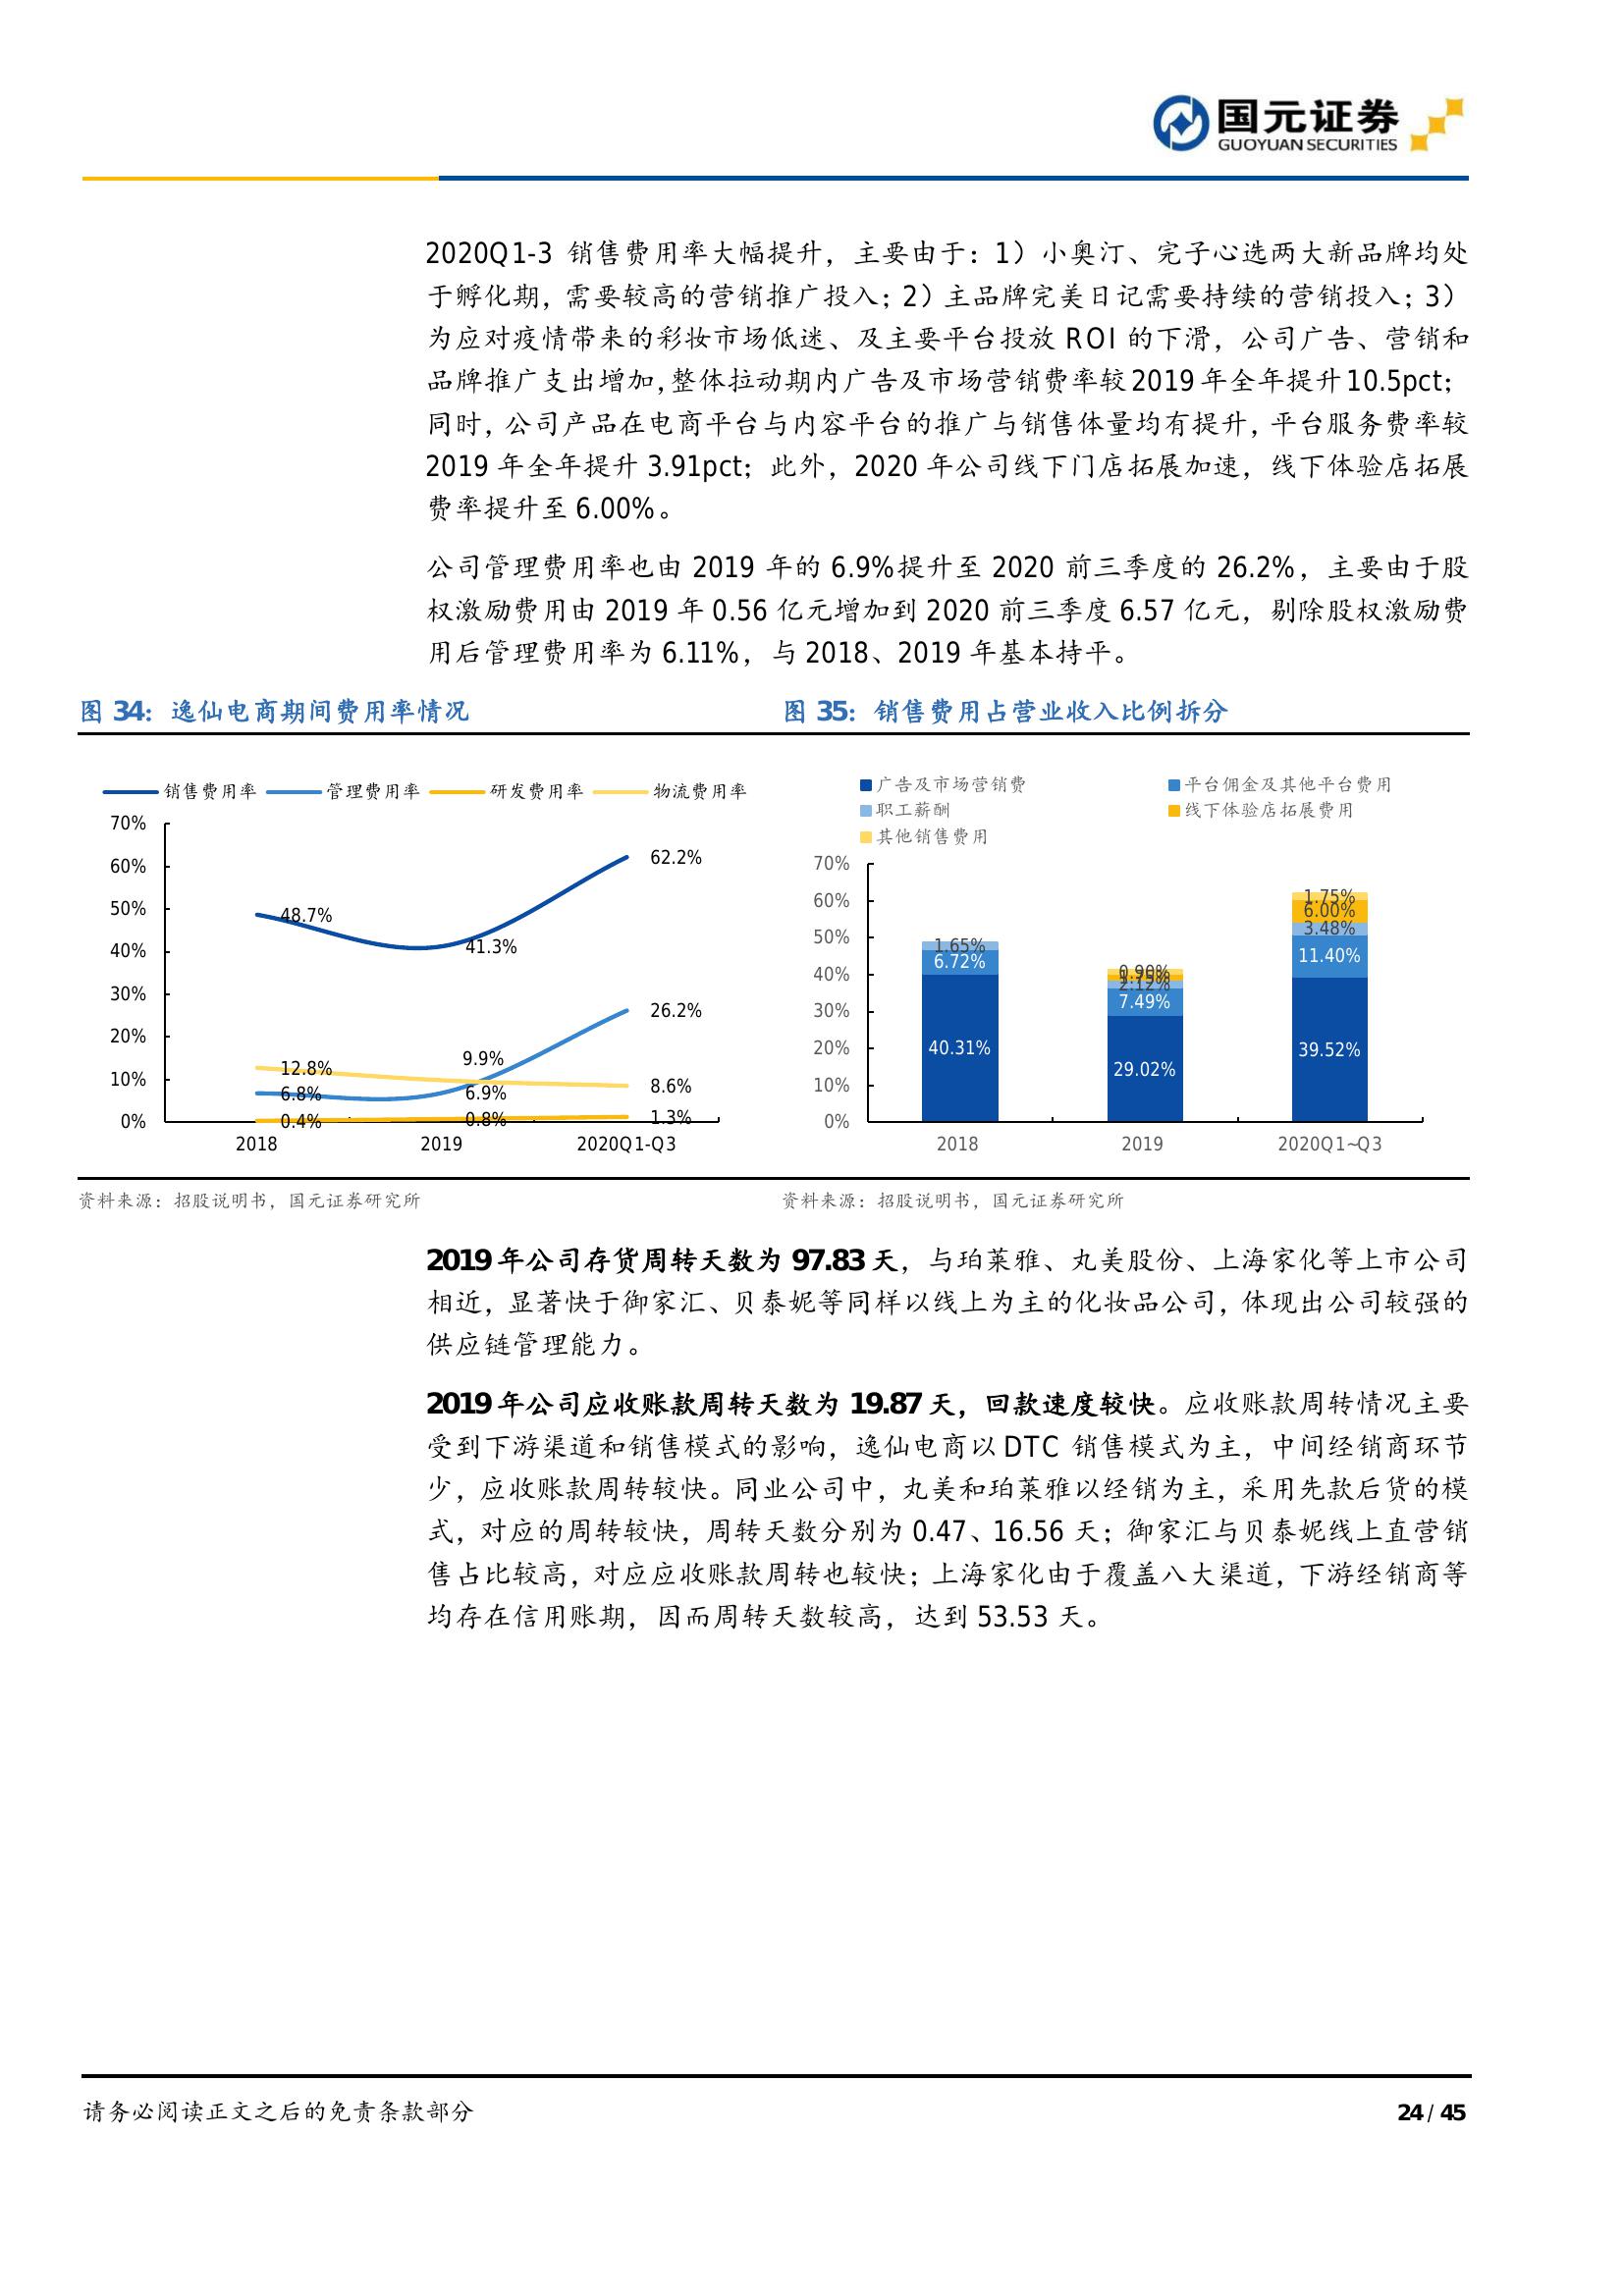 国元证券
GUOYUAN SECURITIES
2020Q1-3 销售费用率大幅提升，主要由于：1）小奥汀、完子心选两大新品牌均处
于孵化期，需要较高的营销推广投入；2）主品牌完美日记需要持续的营销投入；3）
为应对疫情带来的彩妆市场低迷、及主要平台投放 ROI 的下滑，公司广告、营销和
品牌推广支出增加，整体拉动期内广告及市场营销费率较 2019 年全年提升 10.5pct；
同时，公司产品在电商平台与内容平台的推广与销售体量均有提升，平台服务费率较
2019 年全年提升 3.91pct；此外，2020 年公司线下门店拓展加速，线下体验店拓展
费率提升至 6.00%。
公司管理费用率也由 2019 年的 6.9%提升至 2020 前三季度的 26.2%，主要由于股
权激励费用由 2019 年 0.56 亿元增加到 2020 前三季度 6.57 亿元，剔除股权激励费
用后管理费用率为 6.11%，与 2018、2019 年基本持平。
图 34：逸仙电商期间费用率情况
销售费用率 管理费用率 研发费用率 物流费用率
70%
60%
50%
40%
30%
20%
10%
0%
62.2%
48.7%
41.3%
26.2%
9.9%
12.8%
8.6%
6.8%
6.9%
0.4%
0.8%
1.3%
2018 2019 2020Q1-Q3
资料来源：招股说明书，国元证券研究所
图 35：销售费用占营业收入比例拆分
广告及市场营销费 平台佣金及其他平台费用
职工薪酬 线下体验店拓展费用
其他销售费用
70%
60%
50%
40%
30%
20%
10%
0%
1.65%
6.72%
40.31%
0.90%
2.12%
7.49%
29.02%
1.75%
6.00%
3.48%
11.40%
39.52%
2018 2019 2020Q1~Q3
资料来源：招股说明书，国元证券研究所
2019 年公司存货周转天数为 97.83 天，与珀莱雅、丸美股份、上海家化等上市公司
相近，显著快于御家汇、贝泰妮等同样以线上为主的化妆品公司，体现出公司较强的
供应链管理能力。
2019 年公司应收账款周转天数为 19.87 天，回款速度较快。应收账款周转情况主要
受到下游渠道和销售模式的影响，逸仙电商以 DTC 销售模式为主，中间经销商环节
少，应收账款周转较快。同业公司中，丸美和珀莱雅以经销为主，采用先款后货的模
式，对应的周转较快，周转天数分别为 0.47、16.56 天；御家汇与贝泰妮线上直营销
售占比较高，对应应收账款周转也较快；上海家化由于覆盖八大渠道，下游经销商等
均存在信用账期，因而周转天数较高，达到 53.53 天。
请务必阅读正文之后的免责条款部分
24 / 45